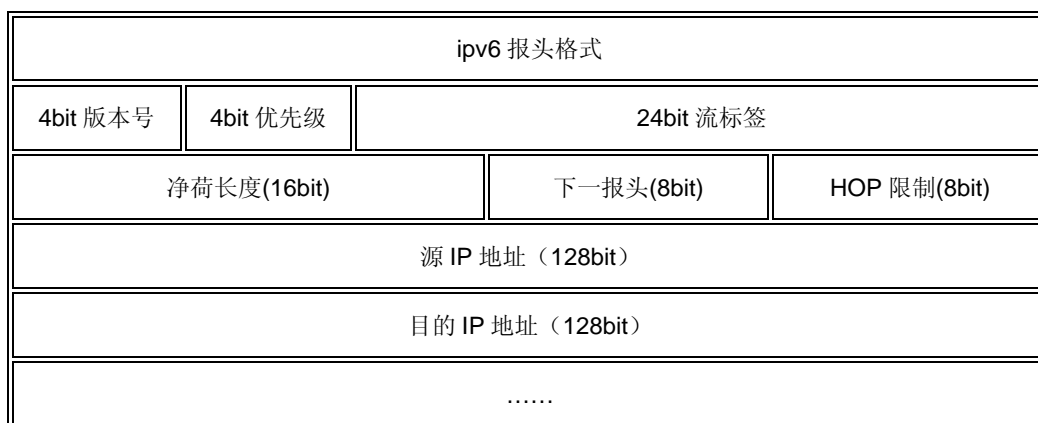 ipv6 报头格式
4bit 版本号 4bit 优先级 24bit 流标签
净荷长度(16bit) 下一报头(8bit) HOP 限制(8bit)
源 IP 地址（128bit）
目的 IP 地址（128bit）
……